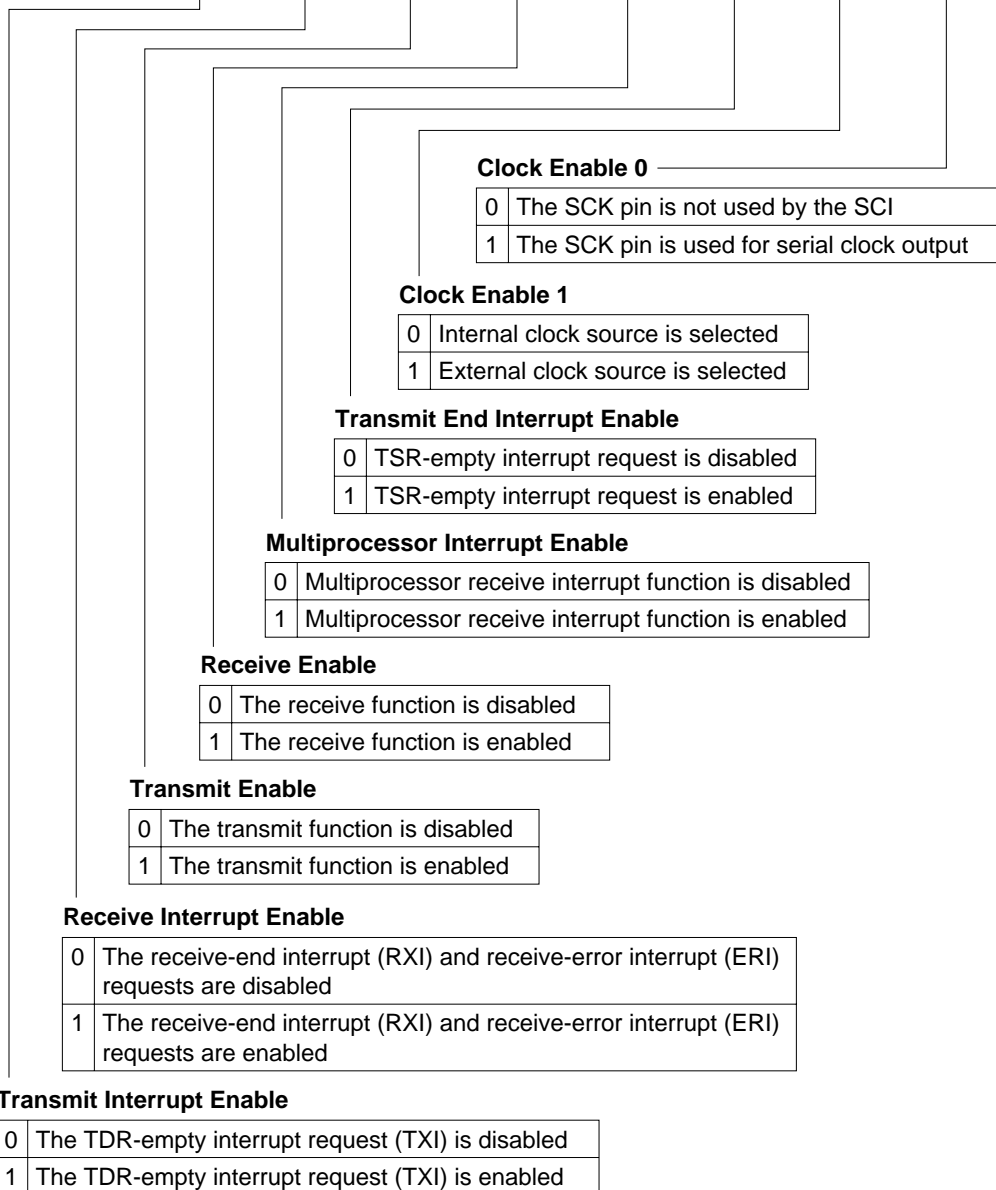 Clock Enable 0
0 The SCK pin is not used by the SCI
1 The SCK pin is used for serial clock output
Clock Enable 1
0 Internal clock source is selected
1 External clock source is selected
Transmit End Interrupt Enable
0 TSR-empty interrupt request is disabled
1 TSR-empty interrupt request is enabled
Multiprocessor Interrupt Enable
0 Multiprocessor receive interrupt function is disabled
1 Multiprocessor receive interrupt function is enabled
Receive Enable
0 The receive function is disabled
1 The receive function is enabled
Transmit Enable
0 The transmit function is disabled
1 The transmit function is enabled
Receive Interrupt Enable
0 The receive-end interrupt (RXI) and receive-error interrupt (ERI)
requests are disabled
1 The receive-end interrupt (RXI) and receive-error interrupt (ERI)
requests are enabled
Transmit Interrupt Enable
0 The TDR-empty interrupt request (TXI) is disabled
1 The TDR-empty interrupt request (TXI) is enabled